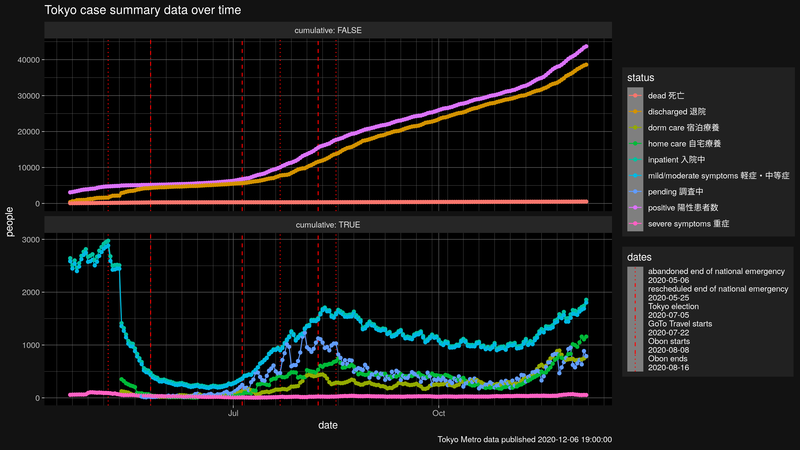 Tokyo case summary data over time
cumulative: FALSE
40000
30000
20000
10000
0
cumulative: TRUE
3000
2000
1000
0
people
Jul
Oct
date
status
dead 死亡
discharged 退院
dorm care 宿泊療養
home care 自宅療養
inpatient 入院中
mild/moderate symptoms 軽症・中等症
pending 調査中
positive 陽性患者数
severe symptoms 重症
dates
abandoned end of national emergency
2020-05-06
rescheduled end of national emergency
2020-05-25
Tokyo election
2020-07-05
GoTo Travel starts
2020-07-22
Obon starts
2020-08-08
Obon ends
2020-08-16
Tokyo Metro data published 2020-12-06 19:00:00